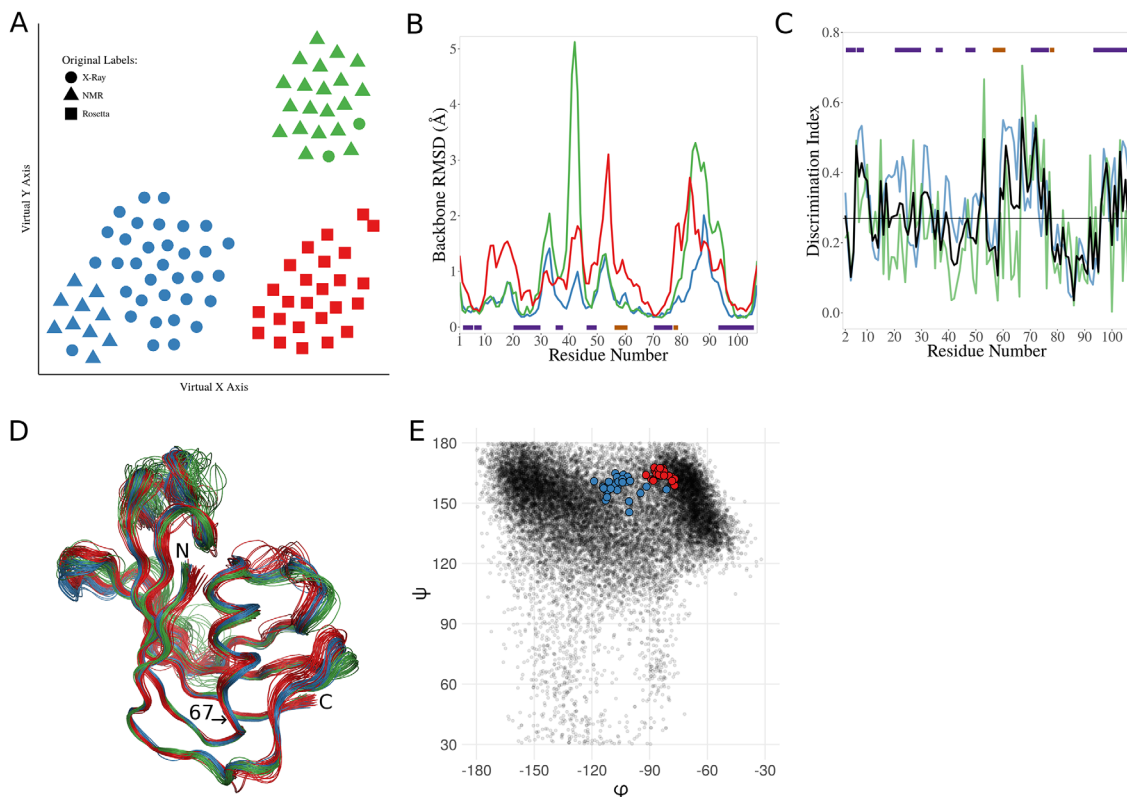 A
Original Labels:
X-Ray
NMR
Rosetta
Virtual Y Axis
Virtual X Axis
B
Backbone RMSD (Å)
5
4
3
2
1
0
1 10 20 30 40 50 60 70 80 90 100
Residue Number
C
Discrimination Index
0.8
0.6
0.4
0.2
0.0
2 10 20 30 40 50 60 70 80 90 100
Residue Number
D
N
C
67→
E
ψ
180
150
120
90
60
30
-180 -150 -120 -90 -60 -30
φ